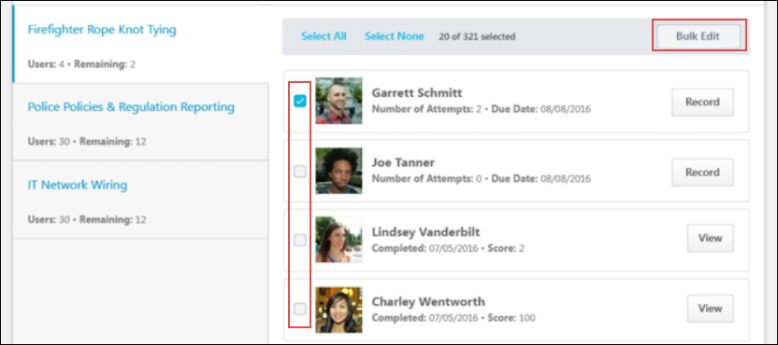 Firefighter Rope Knot Tying
Users: 4 • Remaining: 2
Police Policies & Regulation Reporting
Users: 30 • Remaining: 12
IT Network Wiring
Users: 30 • Remaining: 12
Select All Select None 20 of 321 selected Bulk Edit
Garrett Schmitt
Number of Attempts: 2 • Due Date: 08/08/2016
Record
Joe Tanner
Number of Attempts: 0 • Due Date: 08/08/2016
Record
Lindsey Vanderbilt
Completed: 07/05/2016 • Score: 2
View
Charley Wentworth
Completed: 07/05/2016 • Score: 100
View